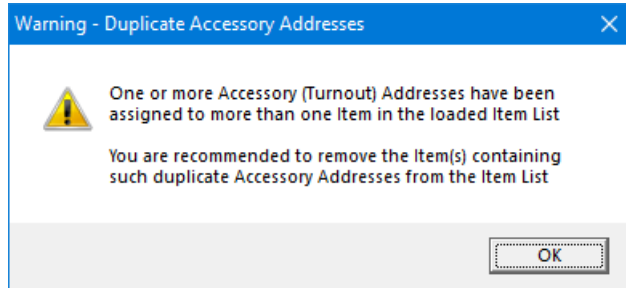 Warning - Duplicate Accessory Addresses
One or more Accessory (Turnout) Addresses have been
assigned to more than one Item in the loaded Item List
You are recommended to remove the Item(s) containing
such duplicate Accessory Addresses from the Item List
OK